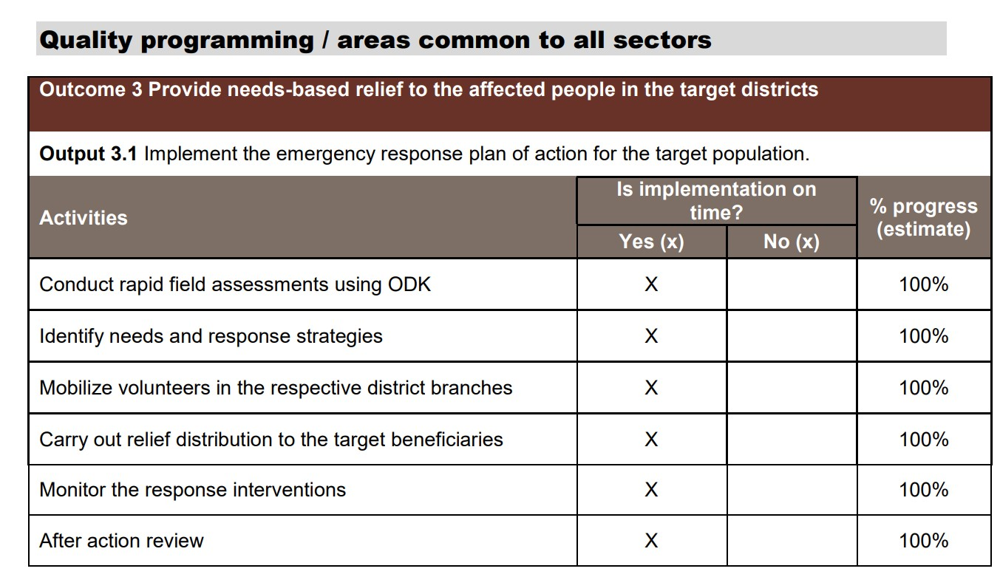 Quality programming / areas common to all sectors
Outcome 3 Provide needs-based relief to the affected people in the target districts
Output 3.1 Implement the emergency response plan of action for the target population.
Activities
Is implementation on
time?
% progress
(estimate)
Yes (x)
No (x)
Conduct rapid field assessments using ODK
X
100%
Identify needs and response strategies
X
100%
Mobilize volunteers in the respective district branches
X
100%
Carry out relief distribution to the target beneficiaries
X
100%
Monitor the response interventions
X
100%
After action review
X
100%